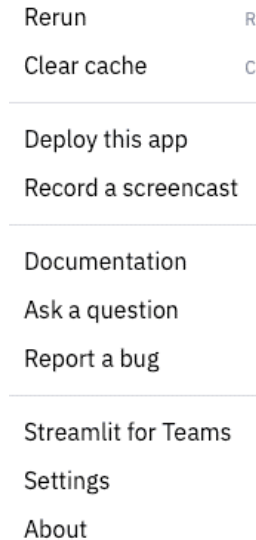 Rerun R
Clear cache C
Deploy this app
Record a screencast
Documentation
Ask a question
Report a bug
Streamlit for Teams
Settings
About